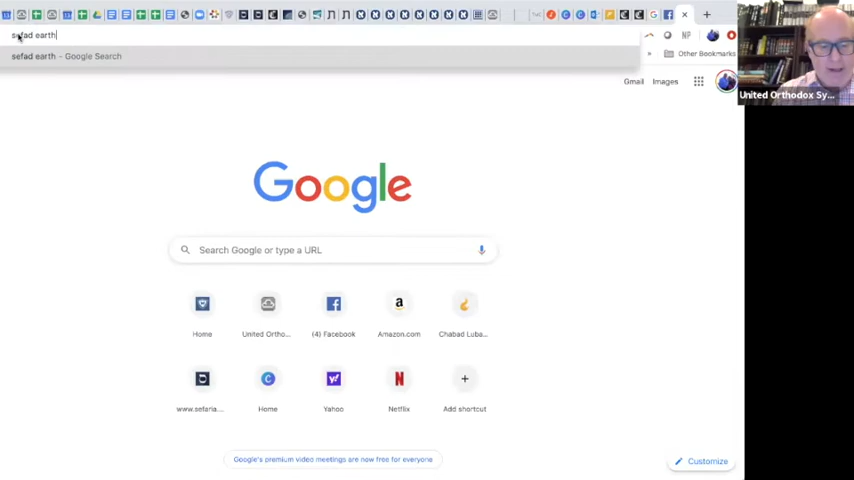 sefad earth
sefad earth – Google Search
NP
Other Bookmarks
Gmail
Images
United Orthodox Sy...
Google
Search Google or type a URL
Home
United Ortho...
(4) Facebook
Amazon.com
Chabad Luba...
www.sefaria...
Home
Yahoo
Netflix
Add shortcut
Google's premium video meetings are now free for everyone
Customize